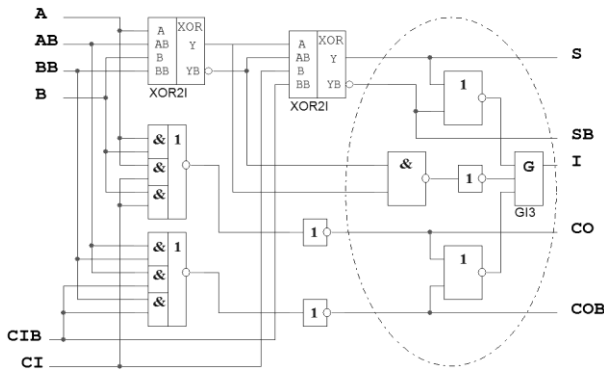 A
AB
BB
B
A
AB
B
BB
XOR
Y
YB
XOR2I
A
AB
B
BB
XOR
Y
YB
XOR2I
S
1
SB
& 1
&
&
&
1
G
I
GI3
1
CO
& 1
&
&
1
1
COB
CIB
CI